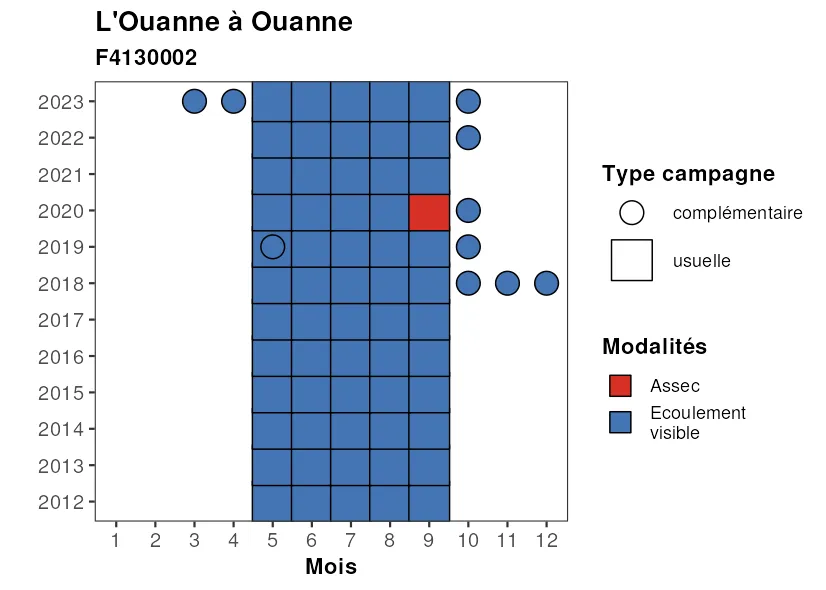 L'Ouanne à Ouanne
F4130002
2023
2022
2021
2020
2019
2018
2017
2016
2015
2014
2013
2012
1 2 3 4 5 6 7 8 9 10 11 12
Mois
Type campagne
complémentaire
usuelle
Modalités
Assec
Ecoulement
visible